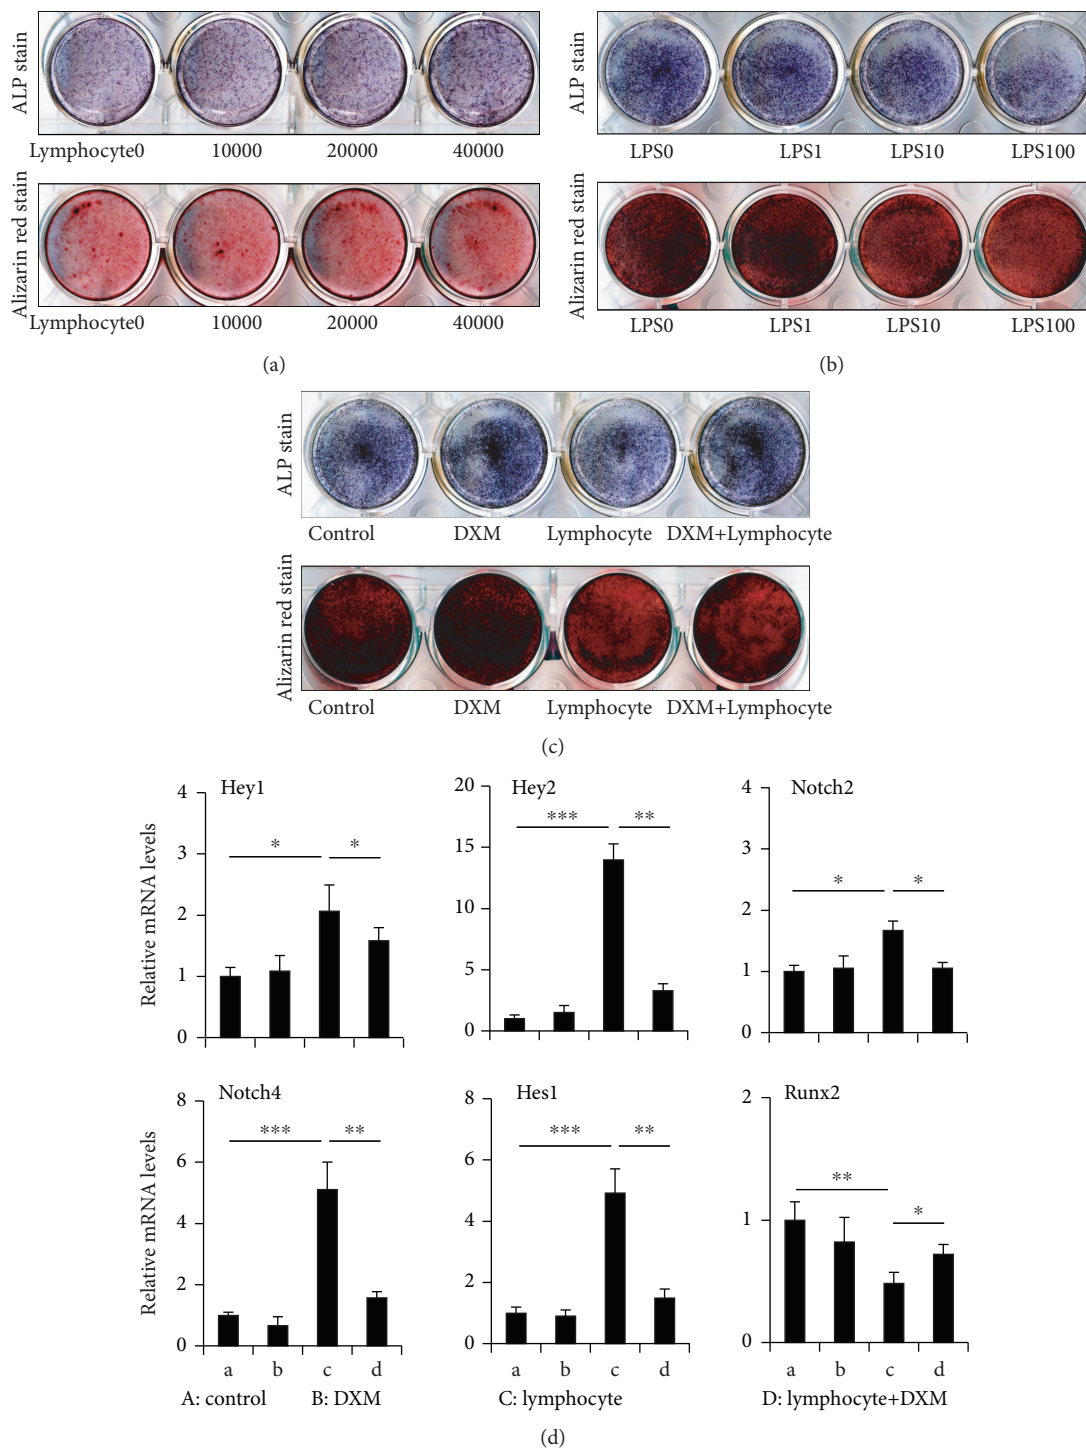 ALP stain
Lymphocyte0 10000 20000 40000
Alizarin red stain
Lymphocyte0 10000 20000 40000
(a)
ALP stain
LPS0 LPS1 LPS10 LPS100
Alizarin red stain
LPS0 LPS1 LPS10 LPS100
(b)
ALP stain
Control DXM Lymphocyte DXM+Lymphocyte
Alizarin red stain
Control DXM Lymphocyte DXM+Lymphocyte
(c)
Hey1
Relative mRNA levels
4
3
2
1
0
* *
Hey2
20
15
10
5
0
*** **
Notch2
4
3
2
1
0
* *
Notch4
Relative mRNA levels
8
6
4
2
0
*** **
a b c d
Hes1
8
6
4
2
0
*** **
a b c d
Runx2
2
1
0
** *
a b c d
A: control B: DXM C: lymphocyte D: lymphocyte+DXM
(d)